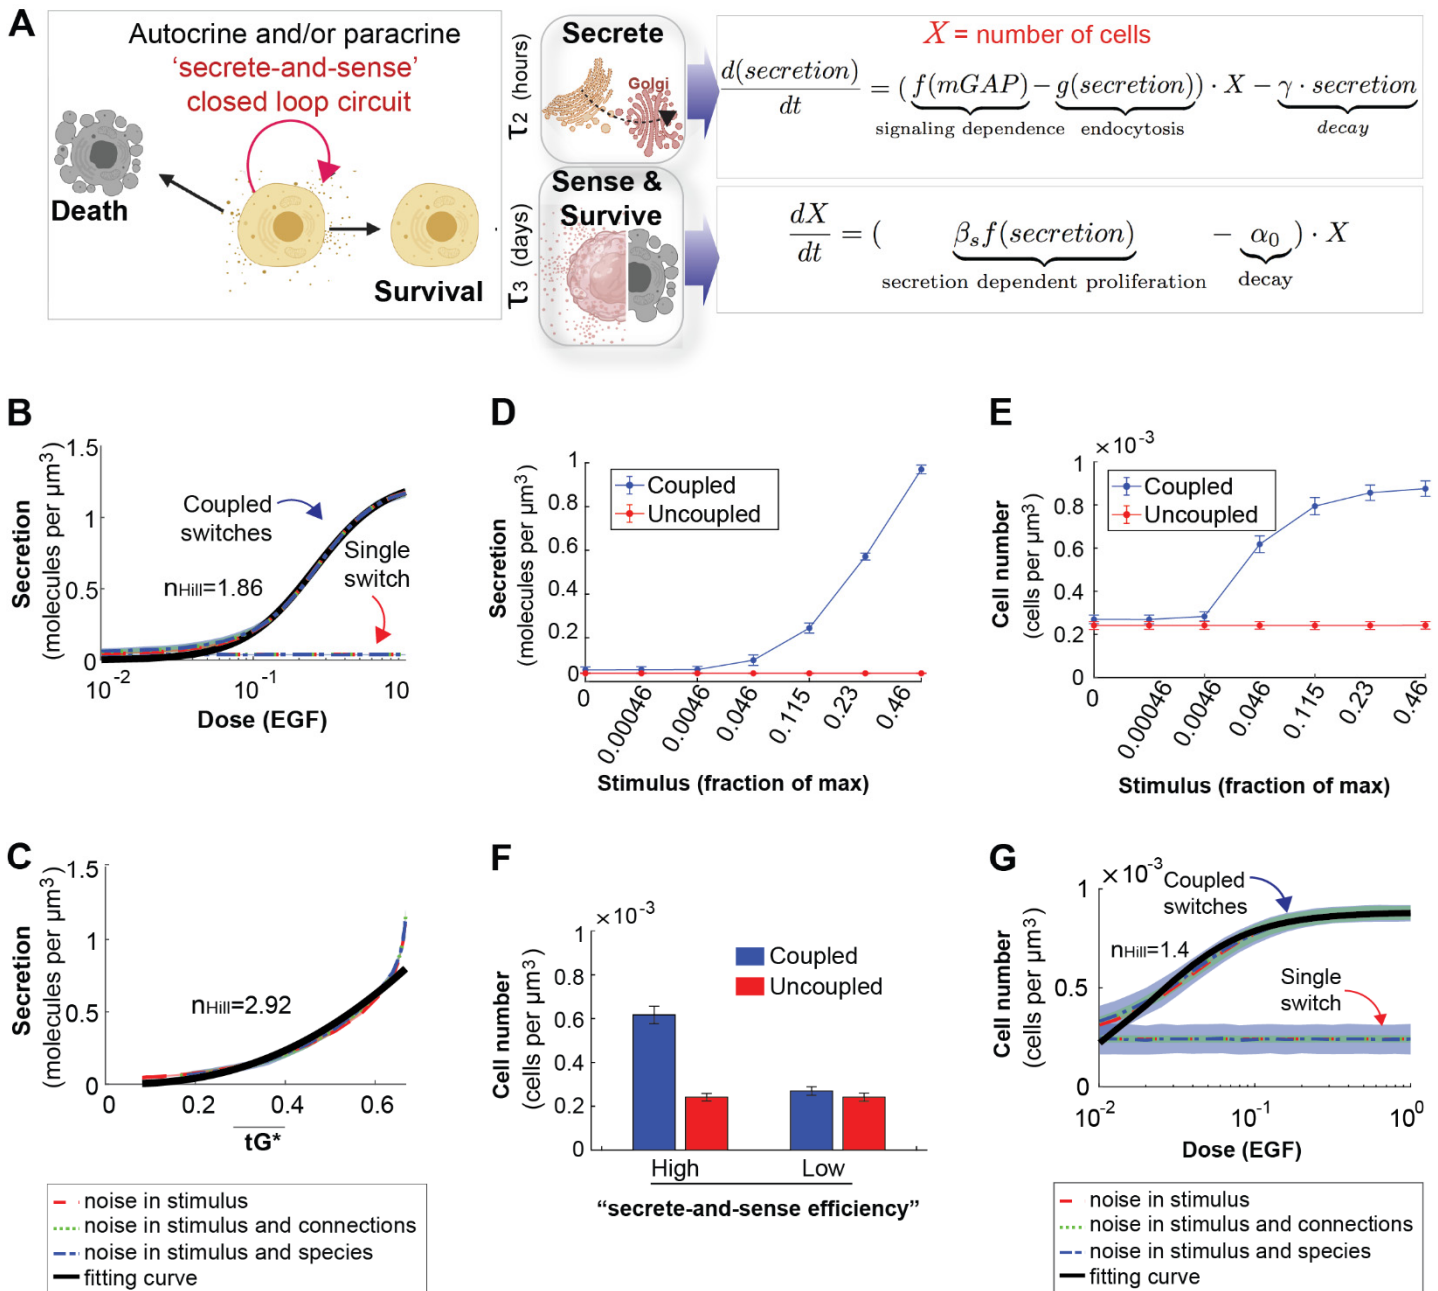 A
Autocrine and/or paracrine
‘secrete-and-sense’
closed loop circuit
Death
Survival
τ2 (hours)
Secrete
Golgi
τ3 (days)
Sense &
Survive
X = number of cells
d(secretion)/dt = (f(mGAP) − g(secretion)) · X − γ · secretion
signaling dependence endocytosis decay
dX/dt = ( βsf(secretion) − α0 ) · X
secretion dependent proliferation decay
B
Secretion
(molecules per µm3)
1.5
1
0.5
0
Coupled
switches
Single
switch
nHill=1.86
10-2 10-1 10
Dose (EGF)
D
Secretion
(molecules per µm3)
1
0.8
0.6
0.4
0.2
0
Coupled
Uncoupled
0 0.00046 0.0046 0.046 0.115 0.23 0.46
Stimulus (fraction of max)
E
×10-3
Cell number
(cells per µm3)
1
0.8
0.6
0.4
0.2
0
Coupled
Uncoupled
0 0.00046 0.0046 0.046 0.115 0.23 0.46
Stimulus (fraction of max)
C
Secretion
(molecules per µm3)
1.5
1
0.5
0
nHill=2.92
0 0.2 0.4 0.6
tG*
noise in stimulus
noise in stimulus and connections
noise in stimulus and species
fitting curve
F
×10-3
Cell number
(cells per µm3)
1
0.8
0.6
0.4
0.2
0
Coupled
Uncoupled
High Low
“secrete-and-sense efficiency”
G
×10-3
Cell number
(cells per µm3)
1
0.5
0
Coupled
switches
nHill=1.4
Single
switch
10-2 10-1 100
Dose (EGF)
noise in stimulus
noise in stimulus and connections
noise in stimulus and species
fitting curve